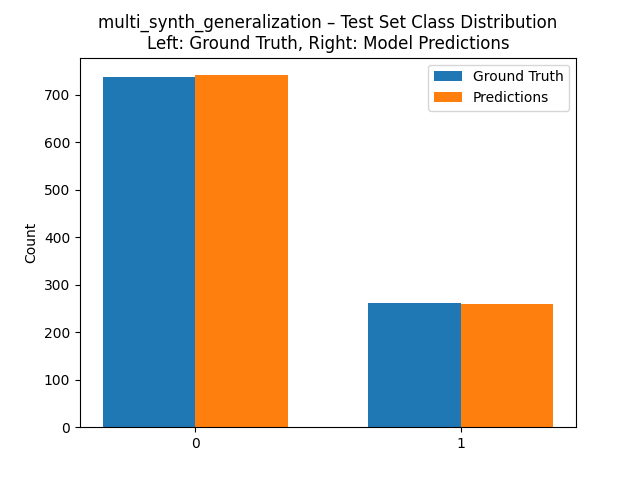 multi_synth_generalization – Test Set Class Distribution
Left: Ground Truth, Right: Model Predictions
Ground Truth
Predictions
Count
700
600
500
400
300
200
100
0
0
1